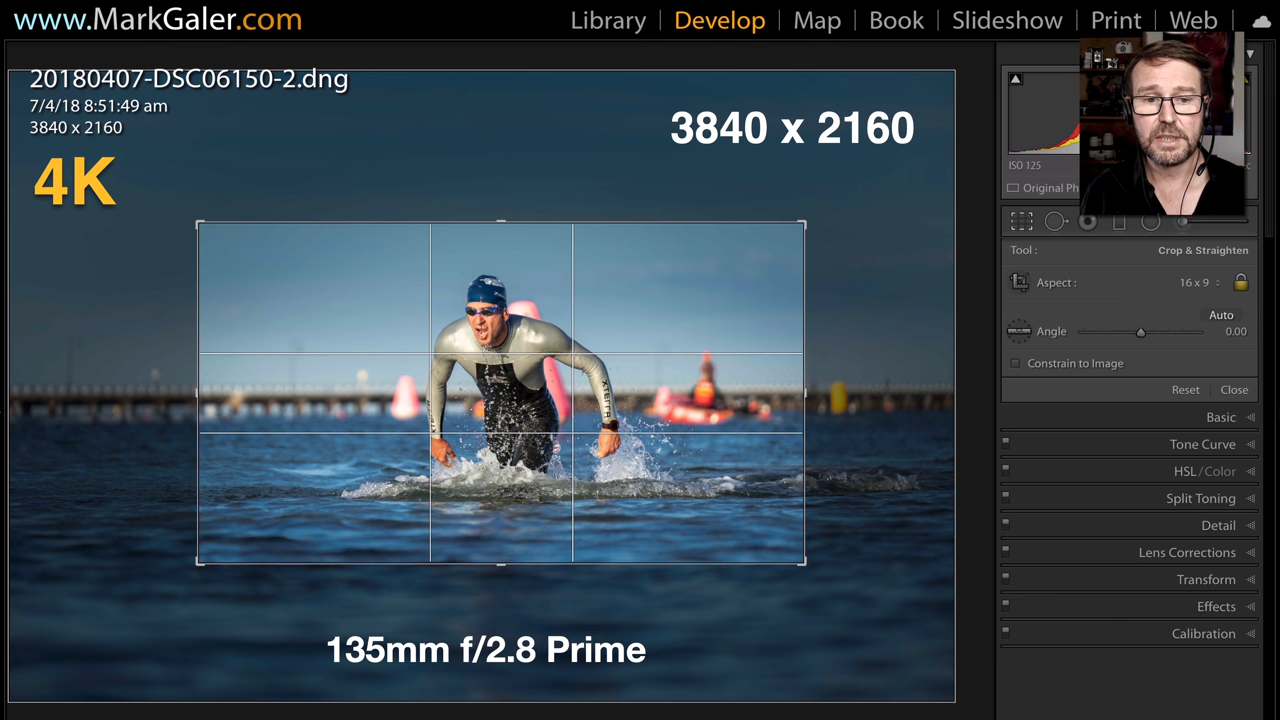 www.MarkGaler.com
Library | Develop | Map | Book | Slideshow | Print | Web
20180407-DSC06150-2.dng
7/4/18 8:51:49 am
3840 x 2160
4K
3840 x 2160
135mm f/2.8 Prime
ISO 125
Original Ph
Tool : Crop & Straighten
Aspect : 16 x 9
Auto
Angle 0.00
Constrain to Image
Reset Close
Basic
Tone Curve
HSL / Color
Split Toning
Detail
Lens Corrections
Transform
Effects
Calibration
XTERRA